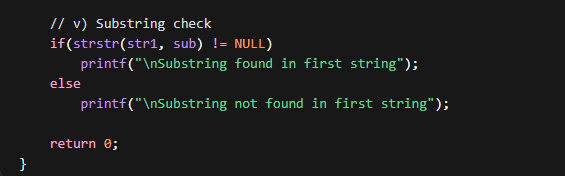 // v) Substring check
if(strstr(str1, sub) != NULL)
printf("\nSubstring found in first string");
else
printf("\nSubstring not found in first string");
return 0;
}